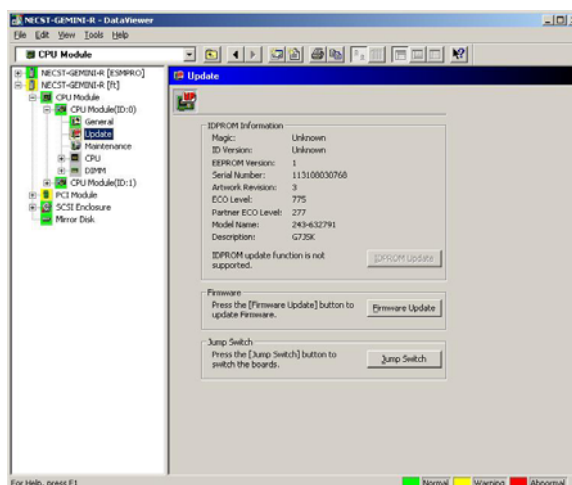 NECST-GEMINI-R - DataViewer
File Edit View Tools Help
CPU Module
NECST-GEMINI-R [ESMPRO]
NECST-GEMINI-R [ft]
CPU Module
CPU Module(ID:0)
General
Update
Maintenance
CPU
DIMM
CPU Module(ID:1)
PCI Module
SCSI Enclosure
Mirror Disk
Update
IDPROM Information
Magic: Unknown
ID Version: Unknown
EEPROM Version: 1
Serial Number: 113108030768
Artwork Revision: 3
ECO Level: 775
Partner ECO Level: 277
Model Name: 243-632791
Description: G7JSK
IDPROM update function is not
supported.
IDPROM Update
Firmware
Press the [Firmware Update] button to
update Firmware.
Firmware Update
Jump Switch
Press the [Jump Switch] button to
switch the boards.
Jump Switch
For Help, press F1
Normal Warning Abnormal